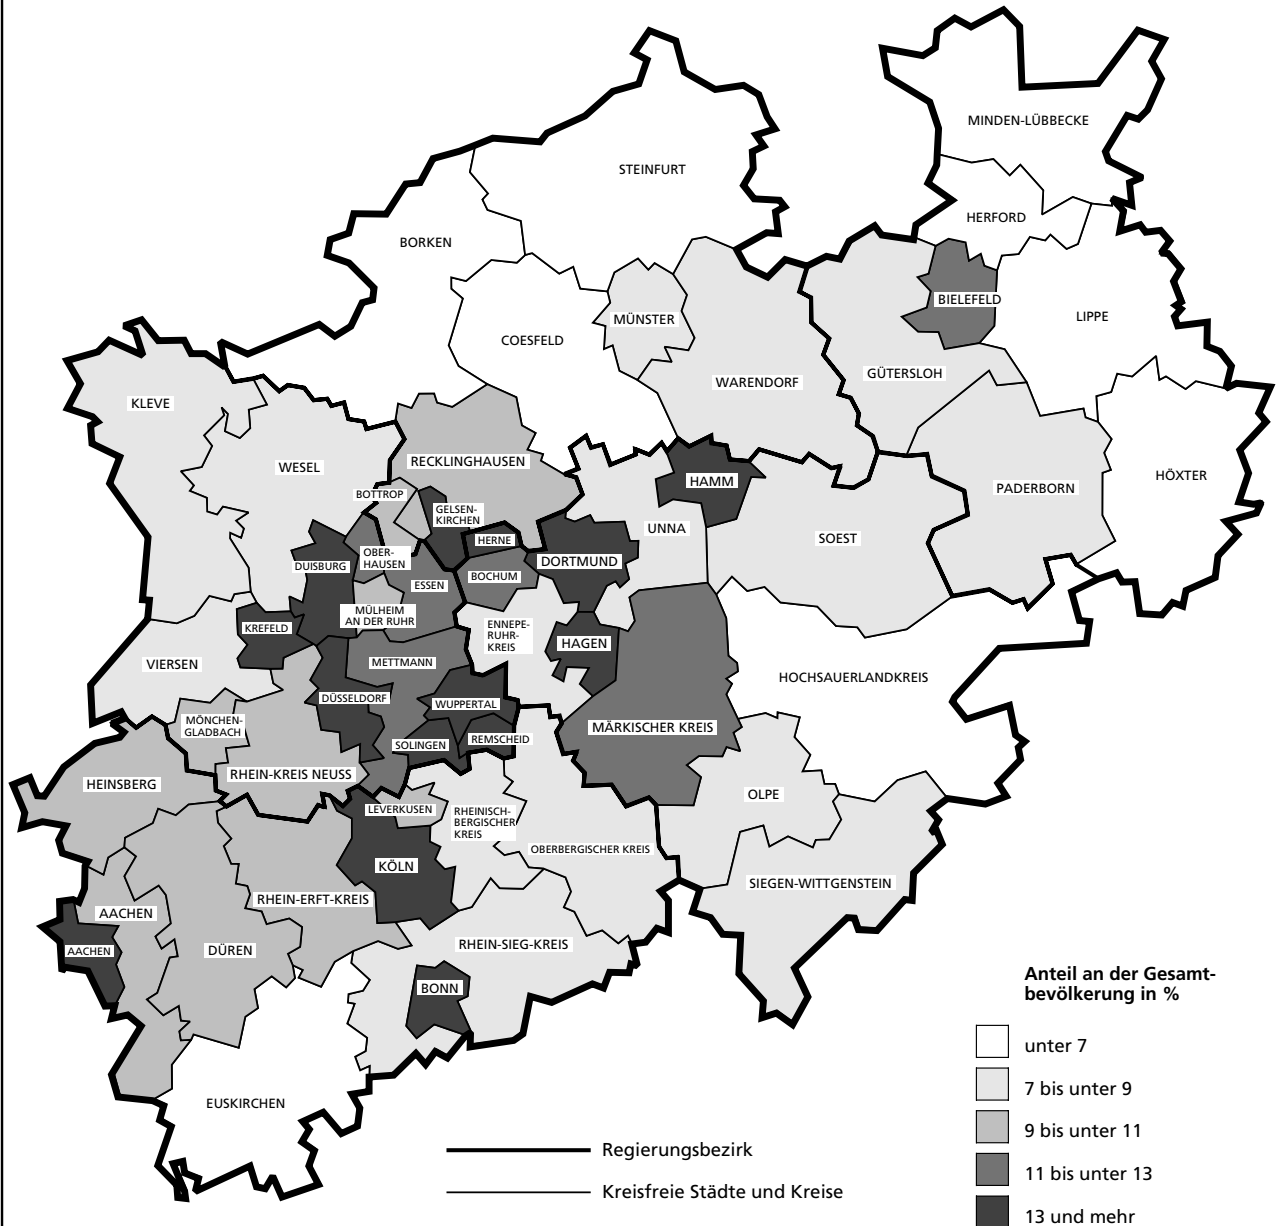 MINDEN-LÜBBECKE
STEINFURT
HERFORD
BORKEN
BIELEFELD
LIPPE
MÜNSTER
COESFELD
GÜTERSLOH
WARENDORF
KLEVE
RECKLINGHAUSEN
WESEL
HÖXTER
HAMM
PADERBORN
BOTTROP
GELSEN-
KIRCHEN
UNNA
SOEST
HERNE
OBER-
HAUSEN
DORTMUND
DUISBURG
BOCHUM
ESSEN
MÜLHEIM
AN DER RUHR
KREFELD
ENNEPE-
RUHR-
KREIS
HAGEN
VIERSEN
METTMANN
HOCHSAUERLANDKREIS
DÜSSELDORF
WUPPERTAL
MÖNCHEN-
GLADBACH
MÄRKISCHER KREIS
SOLINGEN
REMSCHEID
RHEIN-KREIS NEUSS
HEINSBERG
OLPE
LEVERKUSEN
RHEINISCH-
BERGISCHER
KREIS
OBERBERGISCHER KREIS
KÖLN
SIEGEN-WITTGENSTEIN
RHEIN-ERFT-KREIS
AACHEN
RHEIN-SIEG-KREIS
AACHEN
DÜREN
BONN
EUSKIRCHEN
Anteil an der Gesamt-
bevölkerung in %
unter 7
7 bis unter 9
9 bis unter 11
11 bis unter 13
13 und mehr
Regierungsbezirk
Kreisfreie Städte und Kreise